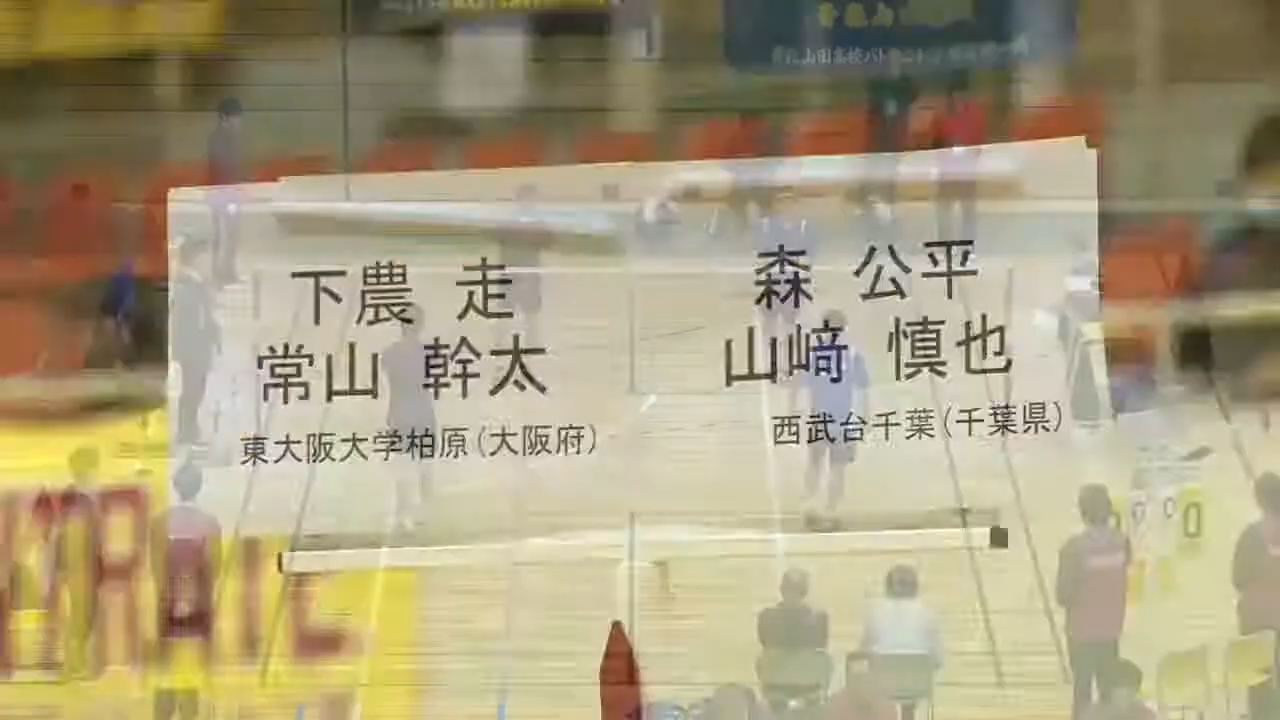 下農 走
常山 幹太
東大阪大学柏原(大阪府)
森 公平
山﨑 慎也
西武台千葉(千葉県)